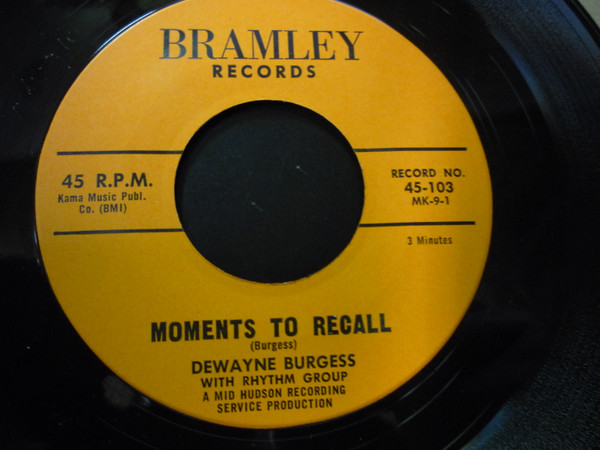 BRAMLEY
RECORDS
45 R.P.M.
Kama Music Publ.
Co. (BMI)
RECORD NO.
45-103
MK-9-1
3 Minutes
MOMENTS TO RECALL
(Burgess)
DEWAYNE BURGESS
WITH RHYTHM GROUP
A MID HUDSON RECORDING
SERVICE PRODUCTION